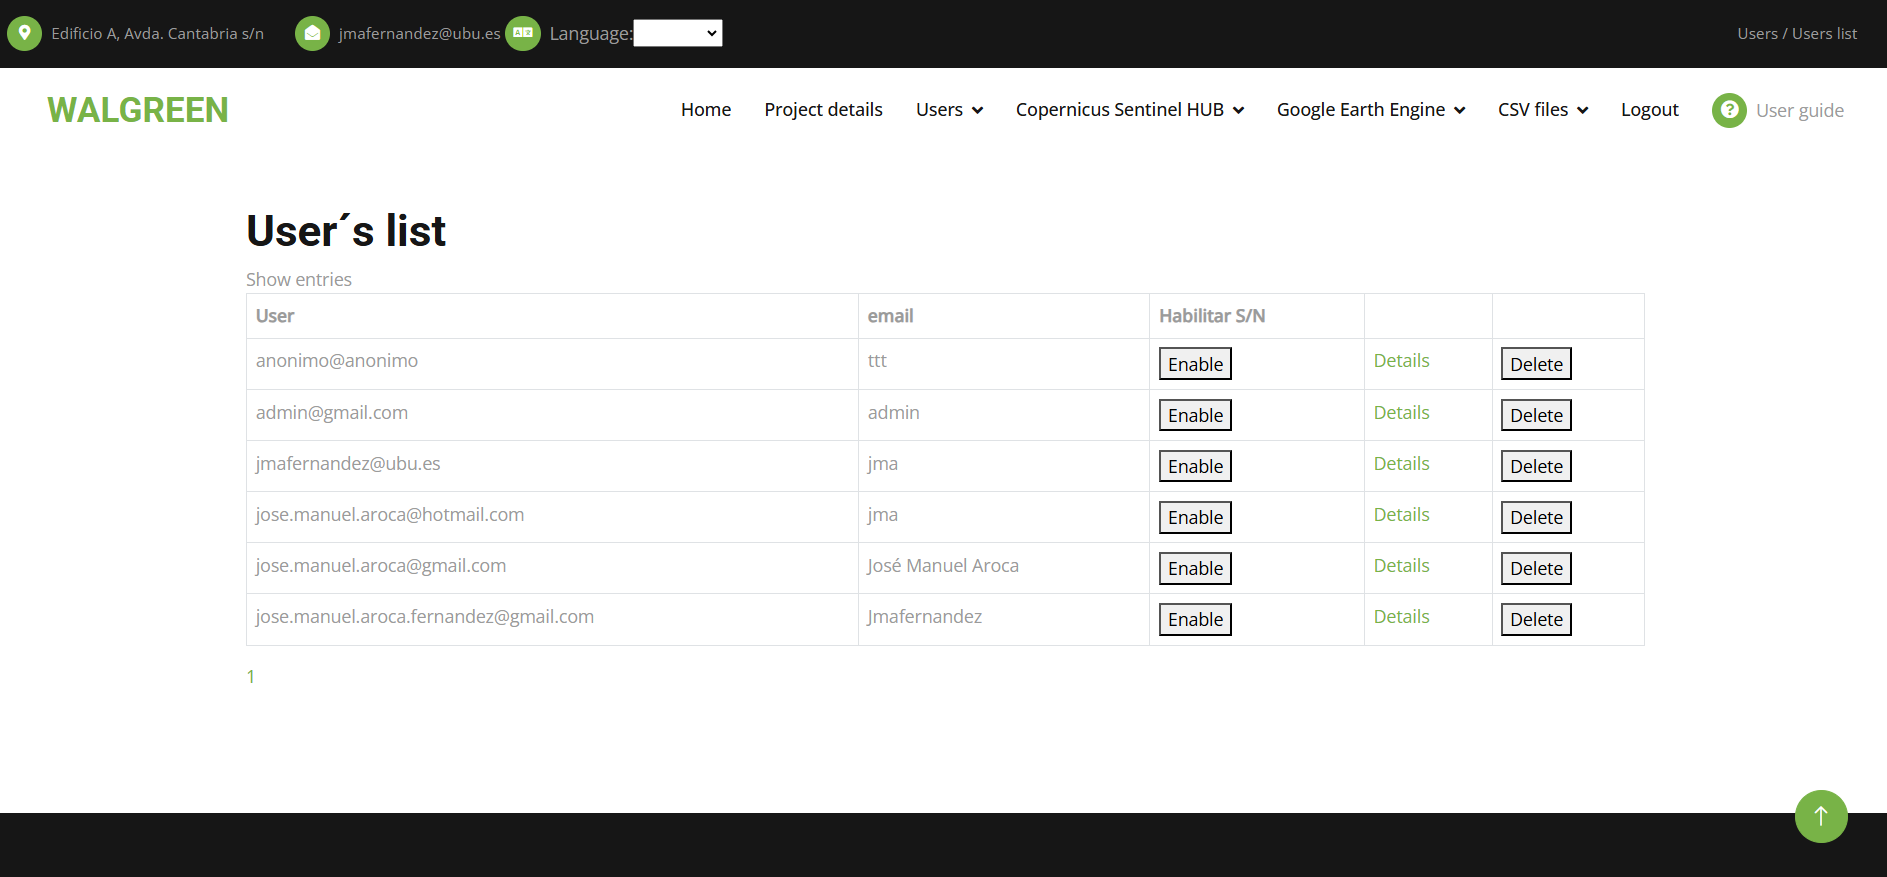 Edificio A, Avda. Cantabria s/n jmafernandez@ubu.es Language: Users / Users list
WALGREEN Home Project details Users Copernicus Sentinel HUB Google Earth Engine CSV files Logout User guide
User´s list
Show entries
User email Habilitar S/N
anonimo@anonimo ttt Enable Details Delete
admin@gmail.com admin Enable Details Delete
jmafernandez@ubu.es jma Enable Details Delete
jose.manuel.aroca@hotmail.com jma Enable Details Delete
jose.manuel.aroca@gmail.com José Manuel Aroca Enable Details Delete
jose.manuel.aroca.fernandez@gmail.com Jmafernandez Enable Details Delete
1